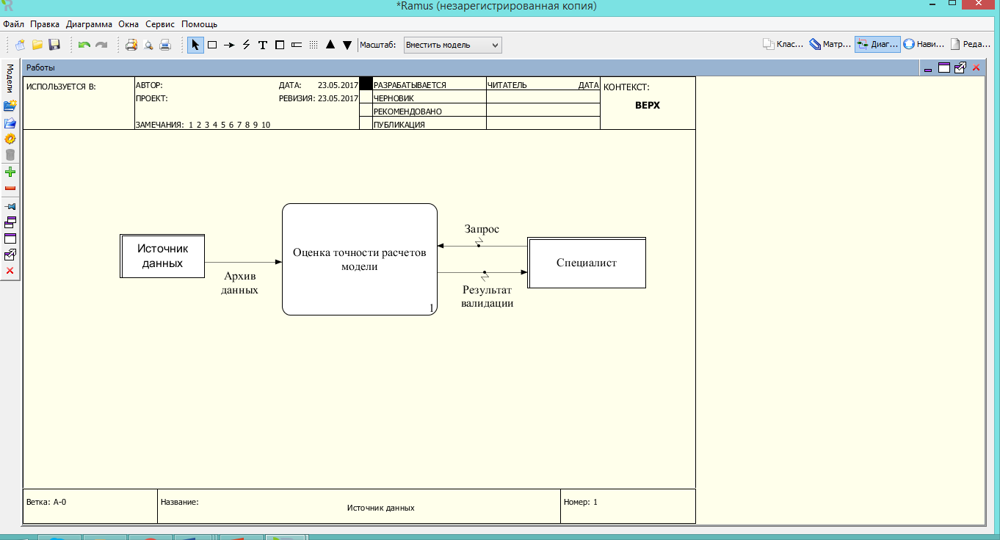 *Ramus (незарегистрированная копия)
Файл Правка Диаграмма Окна Сервис Помощь
Масштаб: Вместить модель Клас... Матр... Диаг... Нави... Реда...
Модели
Работы
ИСПОЛЬЗУЕТСЯ В: АВТОР: ДАТА: 23.05.2017 РАЗРАБАТЫВАЕТСЯ ЧИТАТЕЛЬ ДАТА КОНТЕКСТ:
ПРОЕКТ: РЕВИЗИЯ: 23.05.2017 ЧЕРНОВИК
ВЕРХ
РЕКОМЕНДОВАНО
ЗАМЕЧАНИЯ: 1 2 3 4 5 6 7 8 9 10 ПУБЛИКАЦИЯ
Источник
данных
Архив
данных
Оценка точности расчетов
модели
1
Запрос
Результат
валидации
Специалист
Ветка: A-0 Название: Источник данных Номер: 1